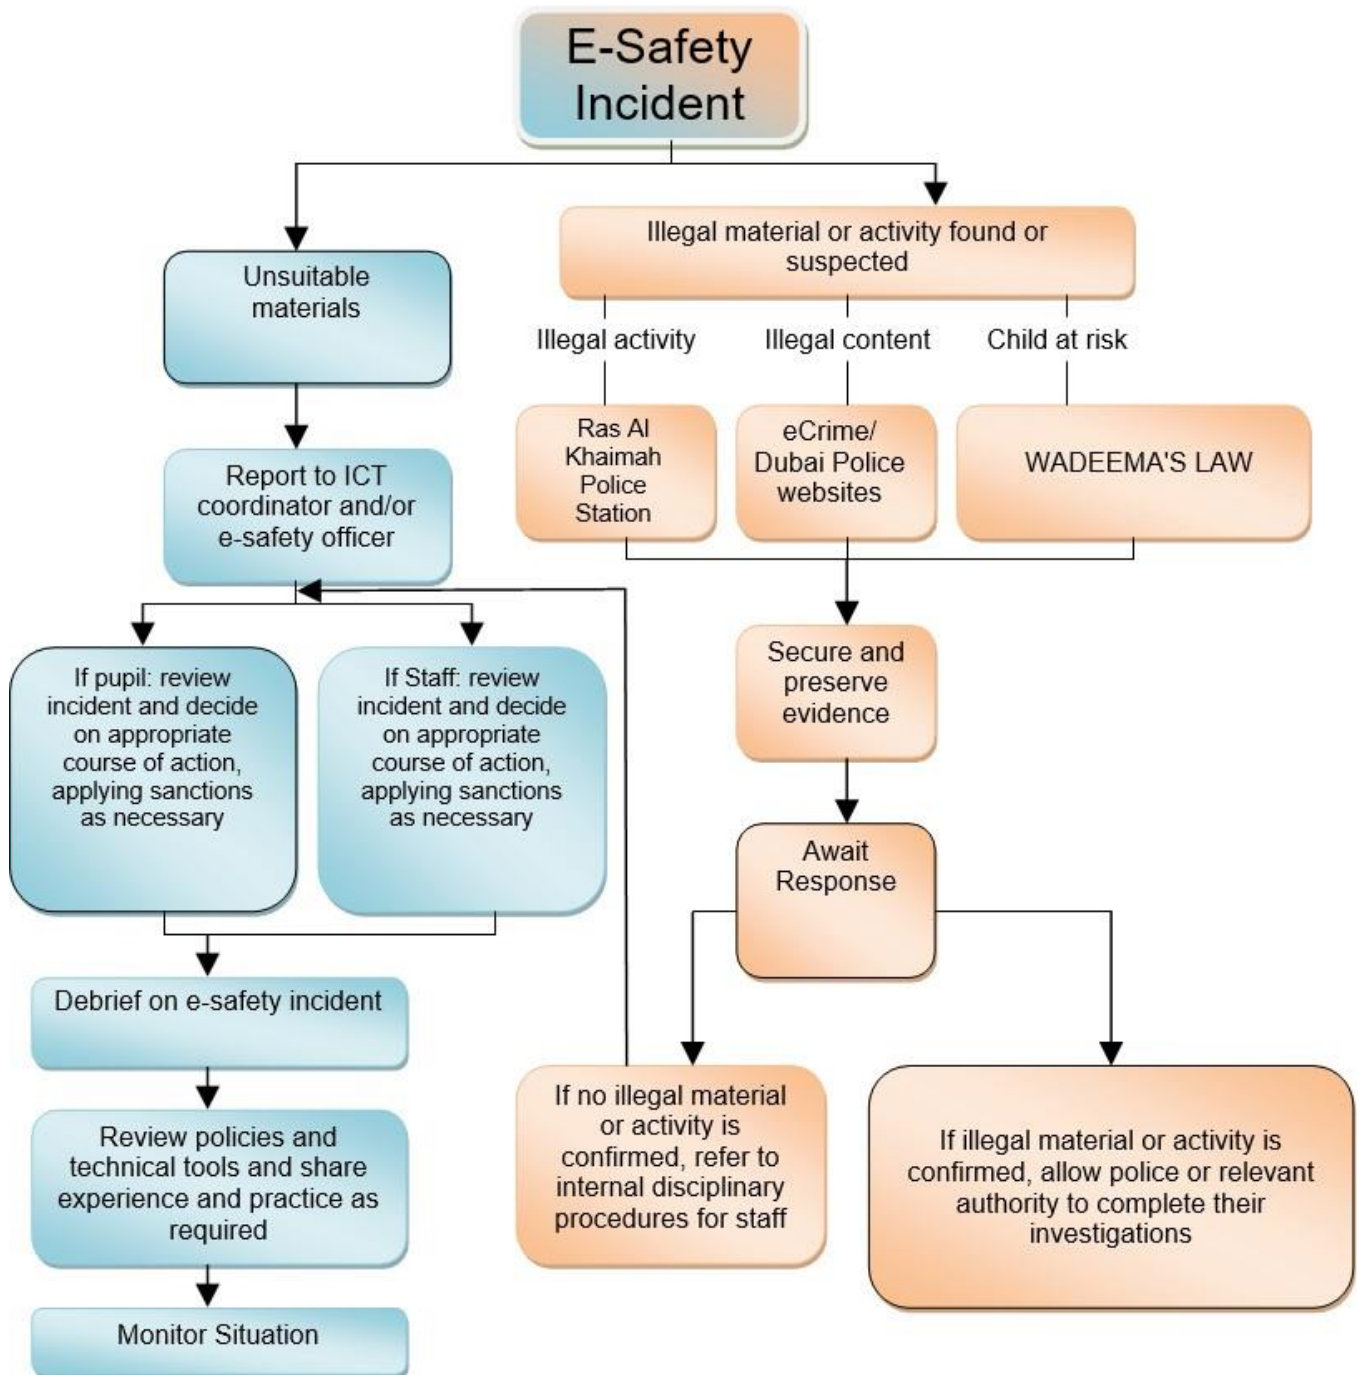 E-Safety
Incident
Unsuitable
materials
Illegal material or activity found or
suspected
Illegal activity
Illegal content
Child at risk
Ras Al
Khaimah
Police
Station
eCrime/
Dubai Police
websites
WADEEMA'S LAW
Report to ICT
coordinator and/or
e-safety officer
If pupil: review
incident and decide
on appropriate
course of action,
applying sanctions
as necessary
If Staff: review
incident and decide
on appropriate
course of action,
applying sanctions
as necessary
Secure and
preserve
evidence
Await
Response
Debrief on e-safety incident
Review policies and
technical tools and share
experience and practice as
required
Monitor Situation
If no illegal material
or activity is
confirmed, refer to
internal disciplinary
procedures for staff
If illegal material or activity is
confirmed, allow police or relevant
authority to complete their
investigations